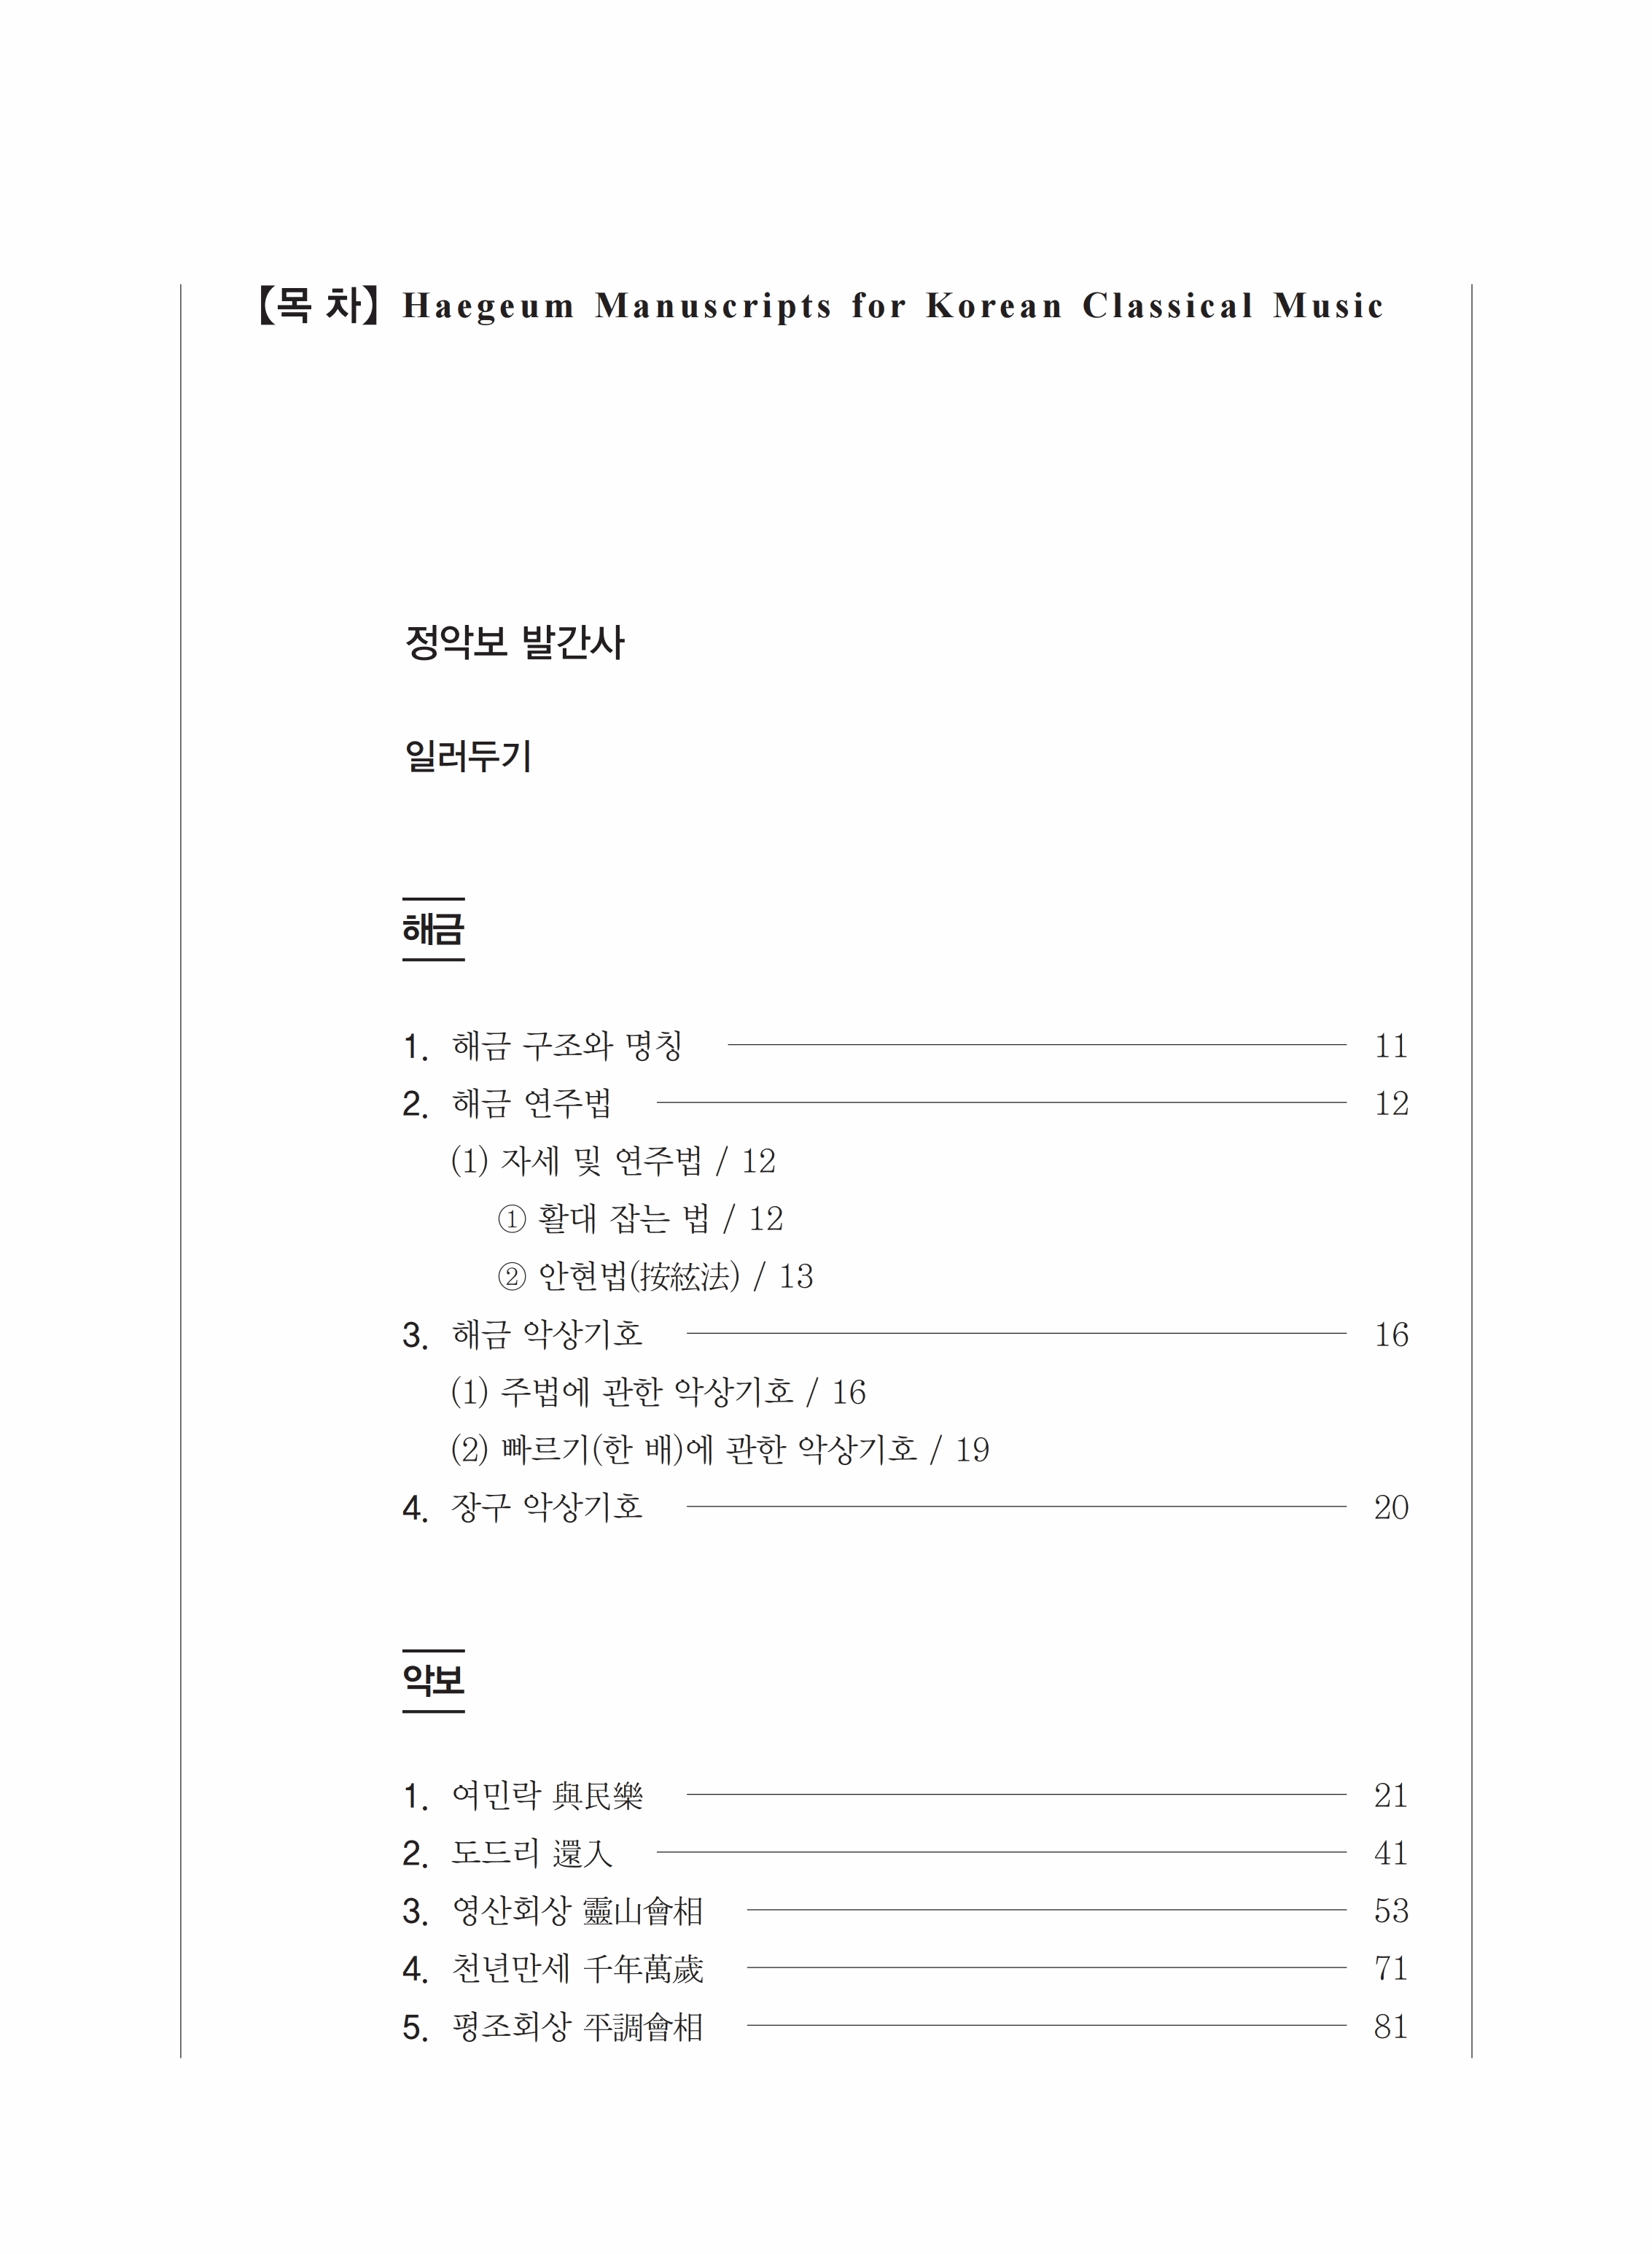 【목 차】 Haegeum Manuscripts for Korean Classical Music
정악보 발간사
일러두기
해금
1. 해금 구조와 명칭 11
2. 해금 연주법 12
(1) 자세 및 연주법 / 12
① 활대 잡는 법 / 12
② 안현법(按絃法) / 13
3. 해금 악상기호 16
(1) 주법에 관한 악상기호 / 16
(2) 빠르기(한 배)에 관한 악상기호 / 19
4. 장구 악상기호 20
악보
1. 여민락 與民樂 21
2. 도드리 還入 41
3. 영산회상 靈山會相 53
4. 천년만세 千年萬歲 71
5. 평조회상 平調會相 81